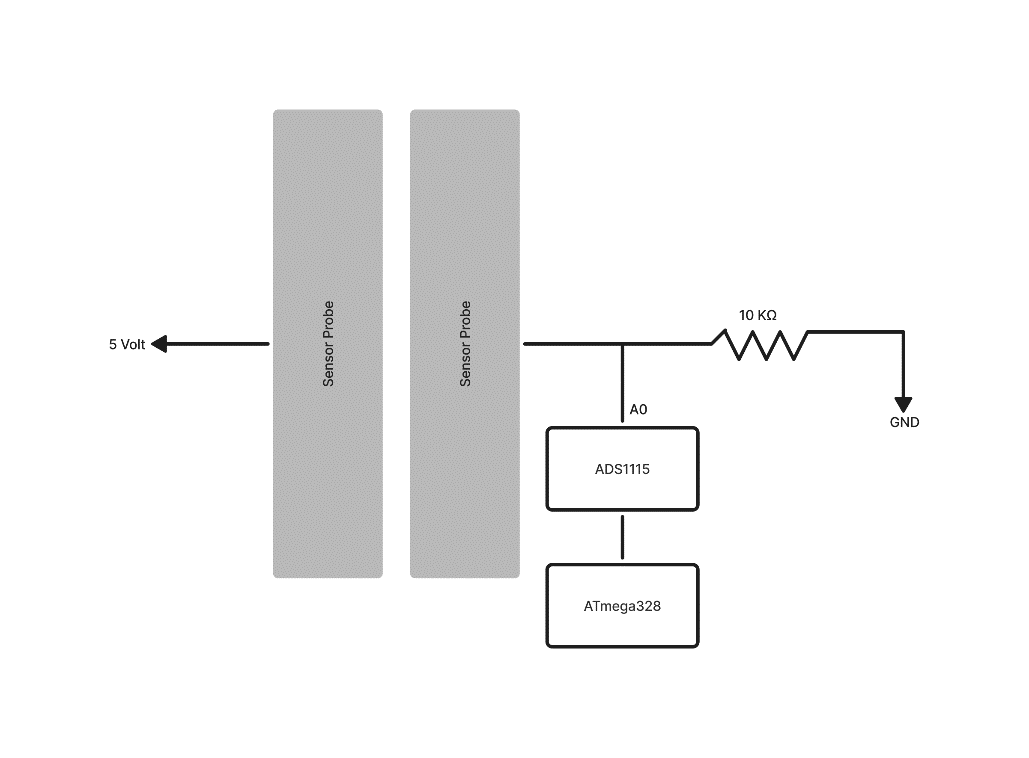 Sensor Probe
Sensor Probe
10 KΩ
5 Volt
A0
GND
ADS1115
ATmega328